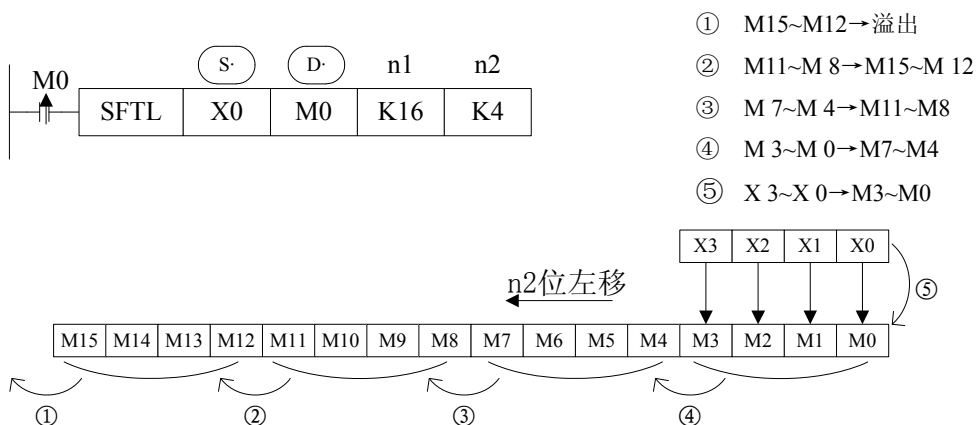 ① M15~M12→溢出
② M11~M 8→M15~M 12
③ M 7~M 4→M11~M8
④ M 3~M 0→M7~M4
⑤ X 3~X 0→M3~M0
S· D· n1 n2
M0
SFTL X0 M0 K16 K4
X3 X2 X1 X0
n2位左移
⑤
M15 M14 M13 M12 M11 M10 M9 M8 M7 M6 M5 M4 M3 M2 M1 M0
① ② ③ ④